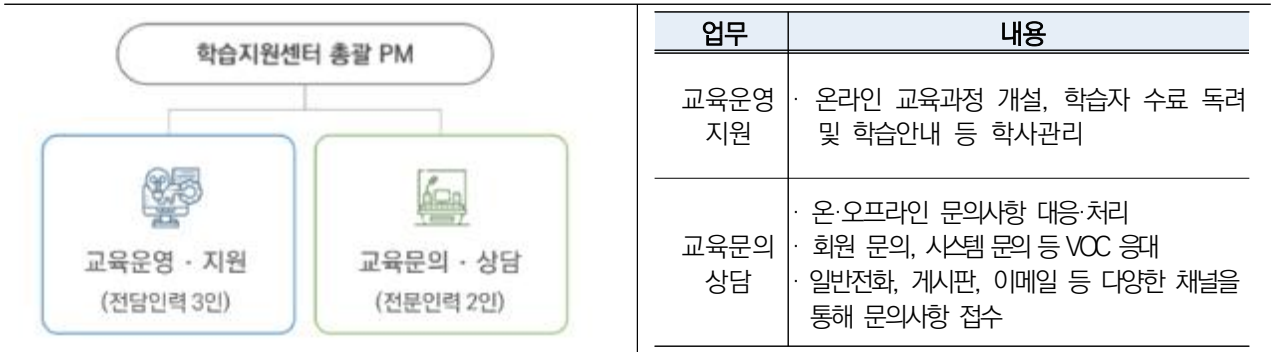 학습지원센터 총괄 PM
교육운영 · 지원
(전담인력 3인)
교육문의 · 상담
(전문인력 2인)
업무 내용
교육운영
지원
· 온라인 교육과정 개설, 학습자 수료 독려
및 학습안내 등 학사관리
교육문의
상담
· 온·오프라인 문의사항 대응·처리
· 회원 문의, 시스템 문의 등 VOC 응대
· 일반전화, 게시판, 이메일 등 다양한 채널을
통해 문의사항 접수